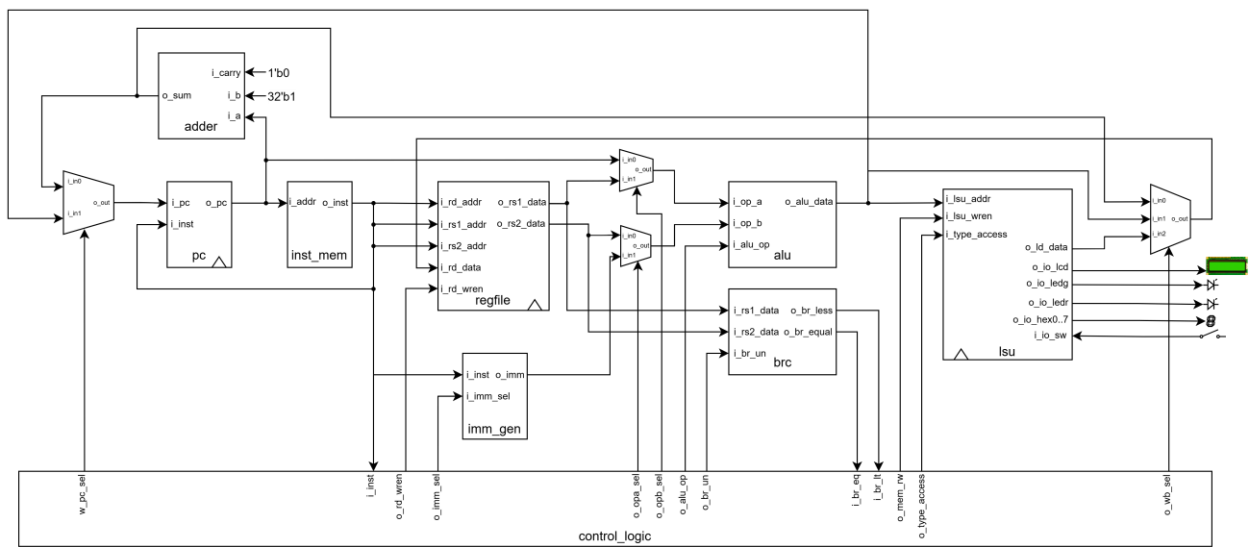 i_carry
1'b0
o_sum
i_b
32'b1
i_a
adder
i_in0
o_out
i_in1
i_pc
o_pc
i_inst
pc
i_addr
o_inst
inst_mem
i_rd_addr
o_rs1_data
i_rs1_addr
o_rs2_data
i_rs2_addr
i_rd_data
i_rd_wren
regfile
i_inst
o_imm
i_imm_sel
imm_gen
i_in0
o_out
i_in1
i_in0
o_out
i_in1
i_op_a
o_alu_data
i_op_b
i_alu_op
alu
i_rs1_data
o_br_less
i_rs2_data
o_br_equal
i_br_un
brc
i_lsu_addr
i_lsu_wren
i_type_access
o_ld_data
o_io_lcd
o_io_ledg
o_io_ledr
o_io_hex0..7
i_io_sw
lsu
i_in0
i_in1
o_out
i_in2
w_pc_sel
i_inst
o_rd_wren
o_imm_sel
o_opa_sel
o_opb_sel
o_alu_op
o_br_un
i_br_eq
i_br_lt
o_mem_rw
o_type_access
o_wb_sel
control_logic